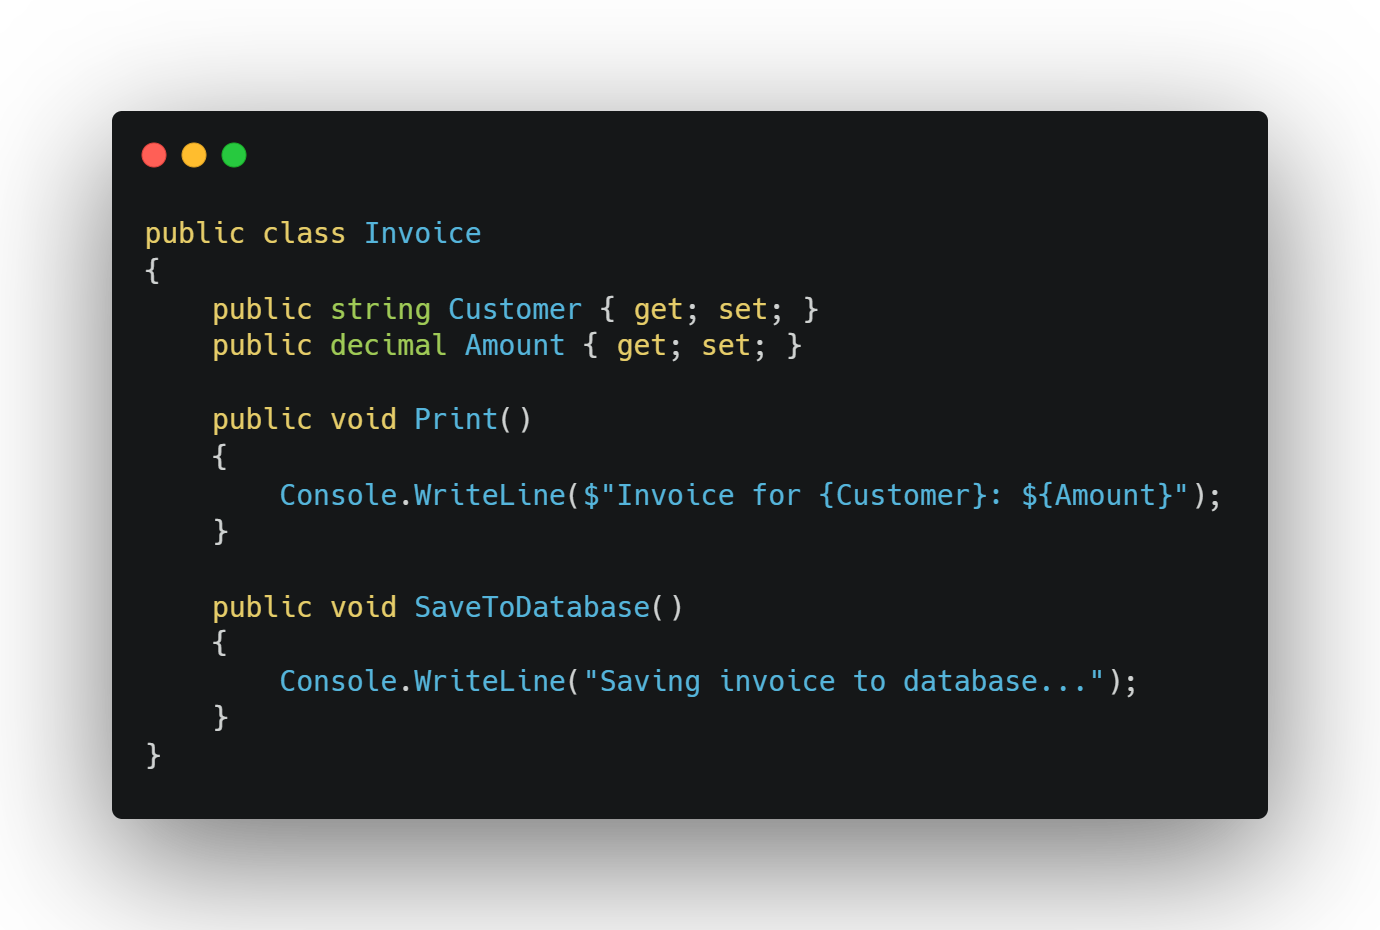 public class Invoice
{
    public string Customer { get; set; }
    public decimal Amount { get; set; }

    public void Print()
    {
        Console.WriteLine($"Invoice for {Customer}: ${Amount}");
    }

    public void SaveToDatabase()
    {
        Console.WriteLine("Saving invoice to database...");
    }
}